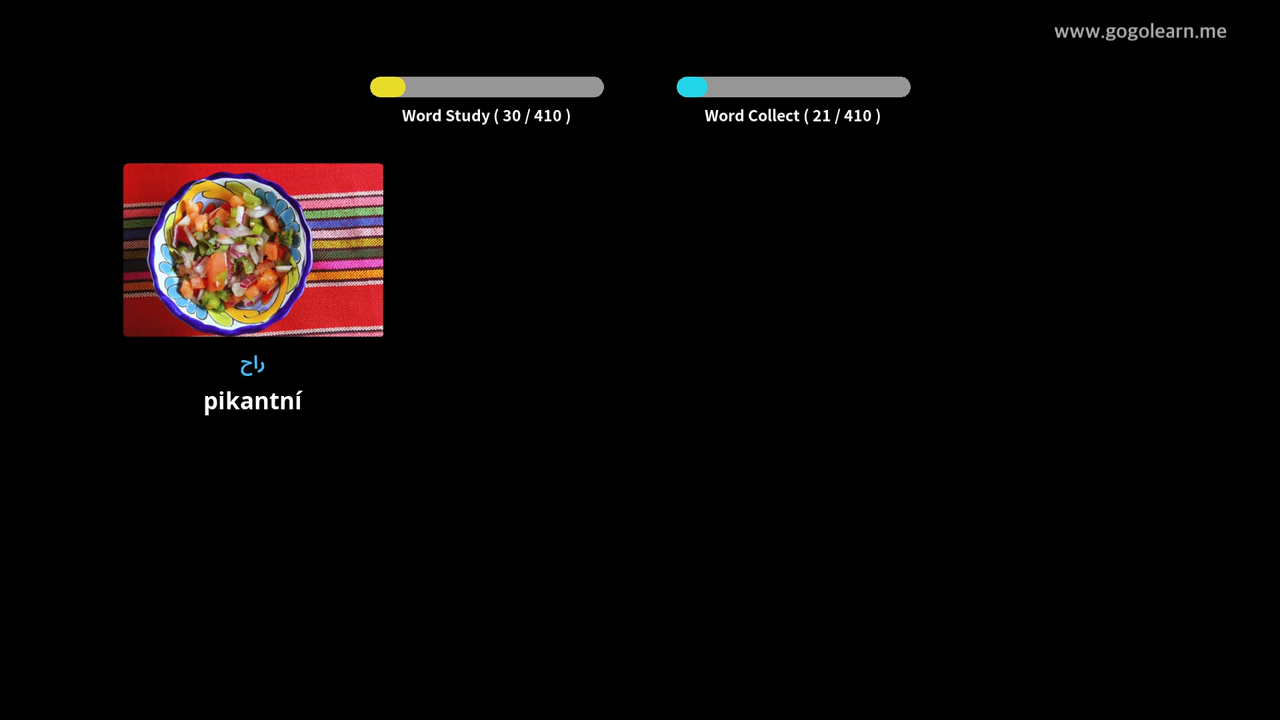 www.gogolearn.me
Word Study ( 30 / 410 )
Word Collect ( 21 / 410 )
راح
pikantní